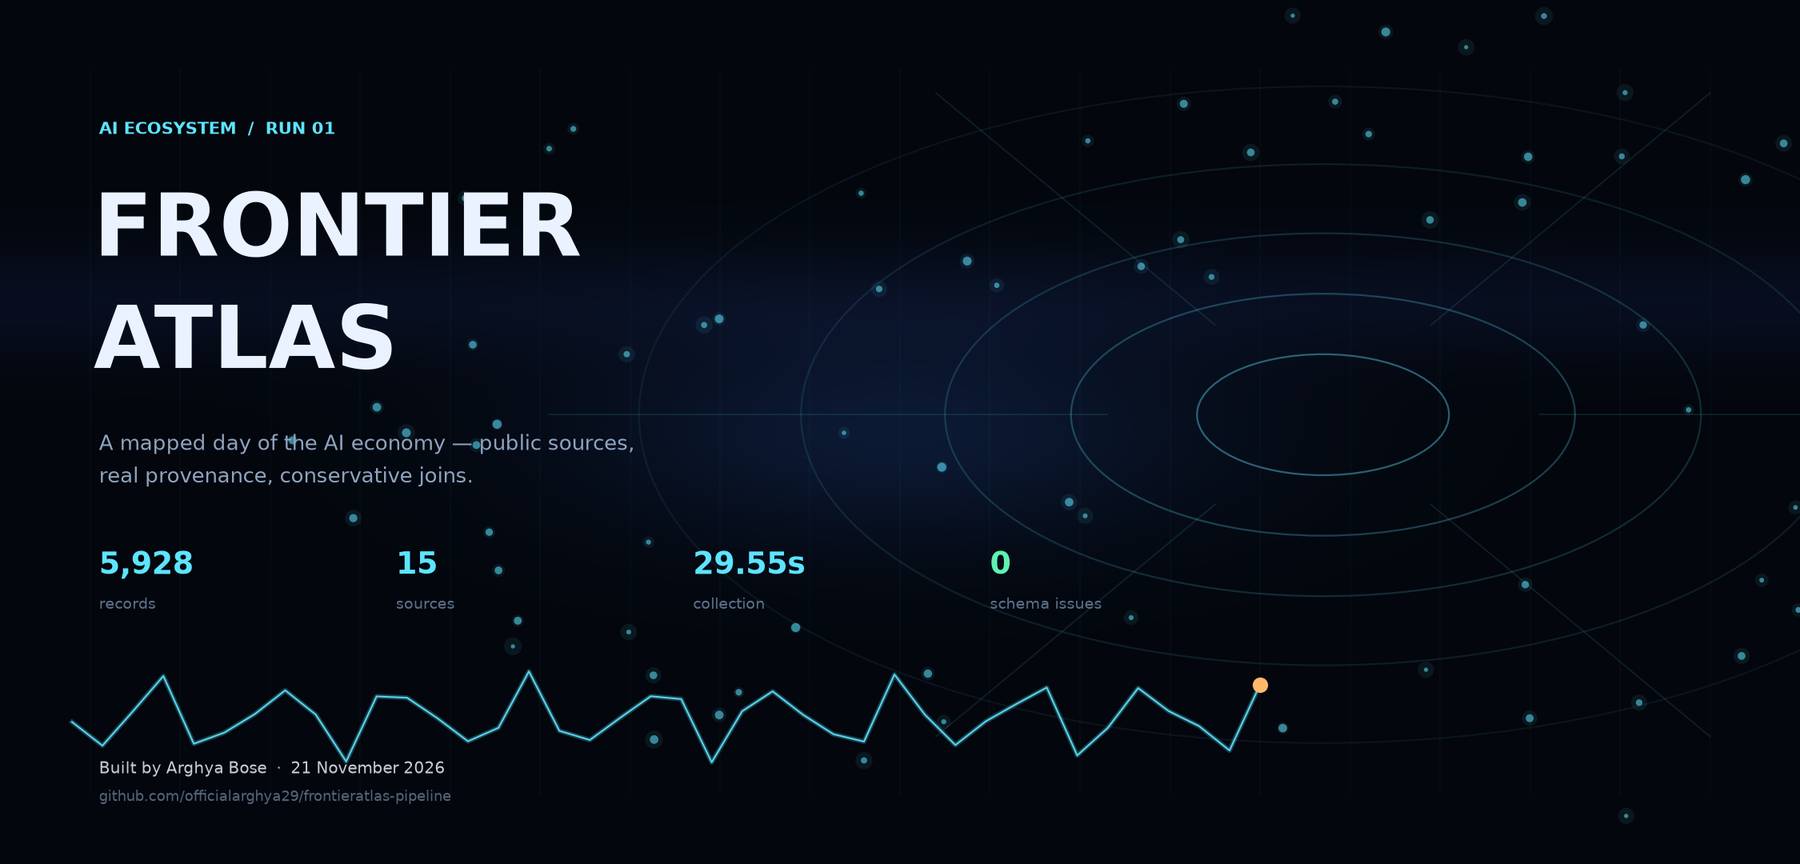 AI ECOSYSTEM / RUN 01
FRONTIER
ATLAS
A mapped day of the AI economy — public sources,
real provenance, conservative joins.
5,928 15 29.55s 0
records sources collection schema issues
Built by Arghya Bose · 21 November 2026
github.com/officialarghya29/frontieratlas-pipeline